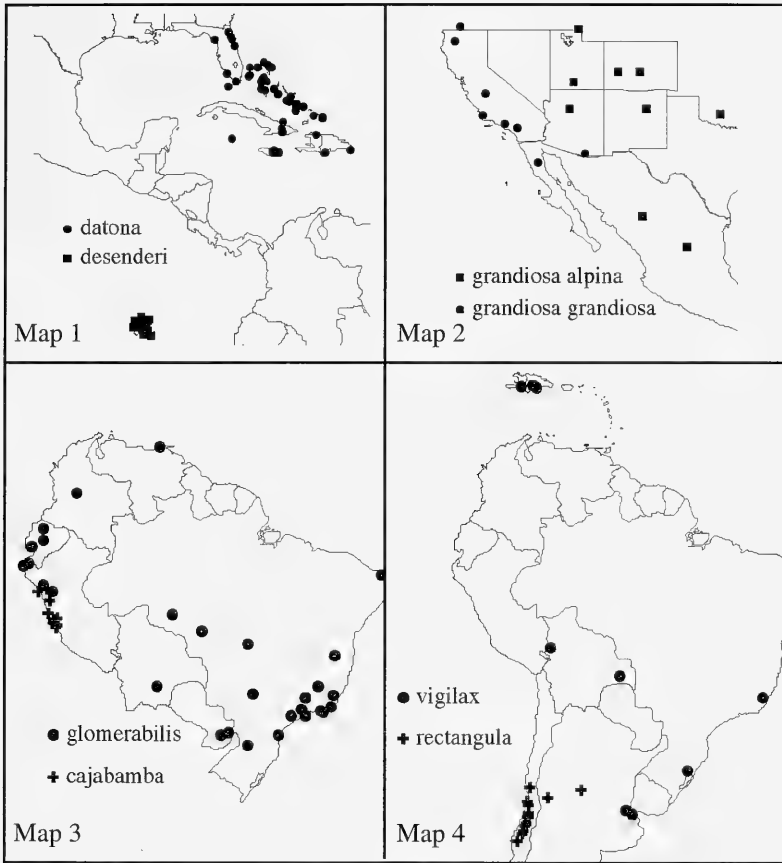 datona
desenderi
Map 1
grandiosa alpina
grandiosa grandiosa
Map 2
glomerabilis
cajabamba
Map 3
vigilax
rectangula
Map 4